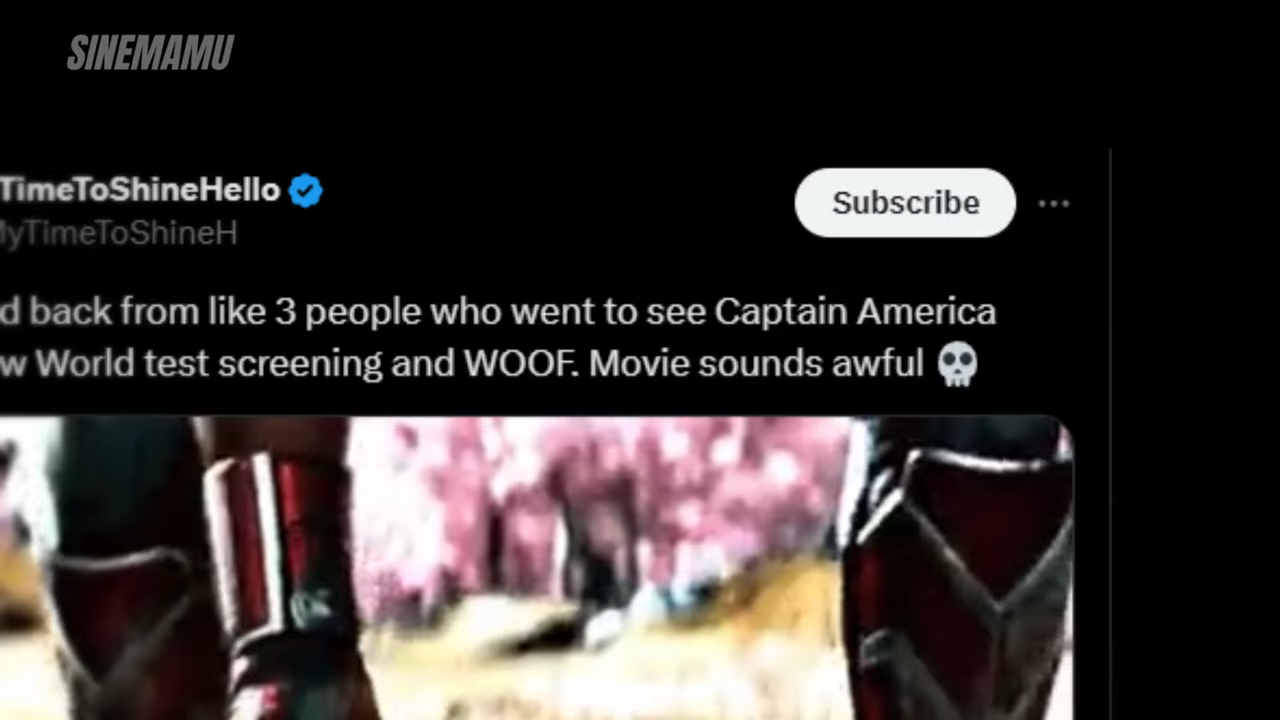 SINEMAMU
TimeToShineHello
MyTimeToShineH
Subscribe
d back from like 3 people who went to see Captain America
w World test screening and WOOF. Movie sounds awful 💀